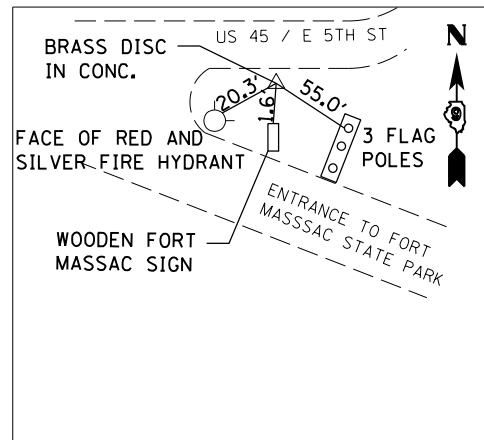 US 45 / E 5TH ST
N
BRASS DISC
IN CONC.
20.3'
1.6'
55.0'
FACE OF RED AND
SILVER FIRE HYDRANT
3 FLAG
POLES
ENTRANCE TO FORT
MASSSAC STATE PARK
WOODEN FORT
MASSAC SIGN